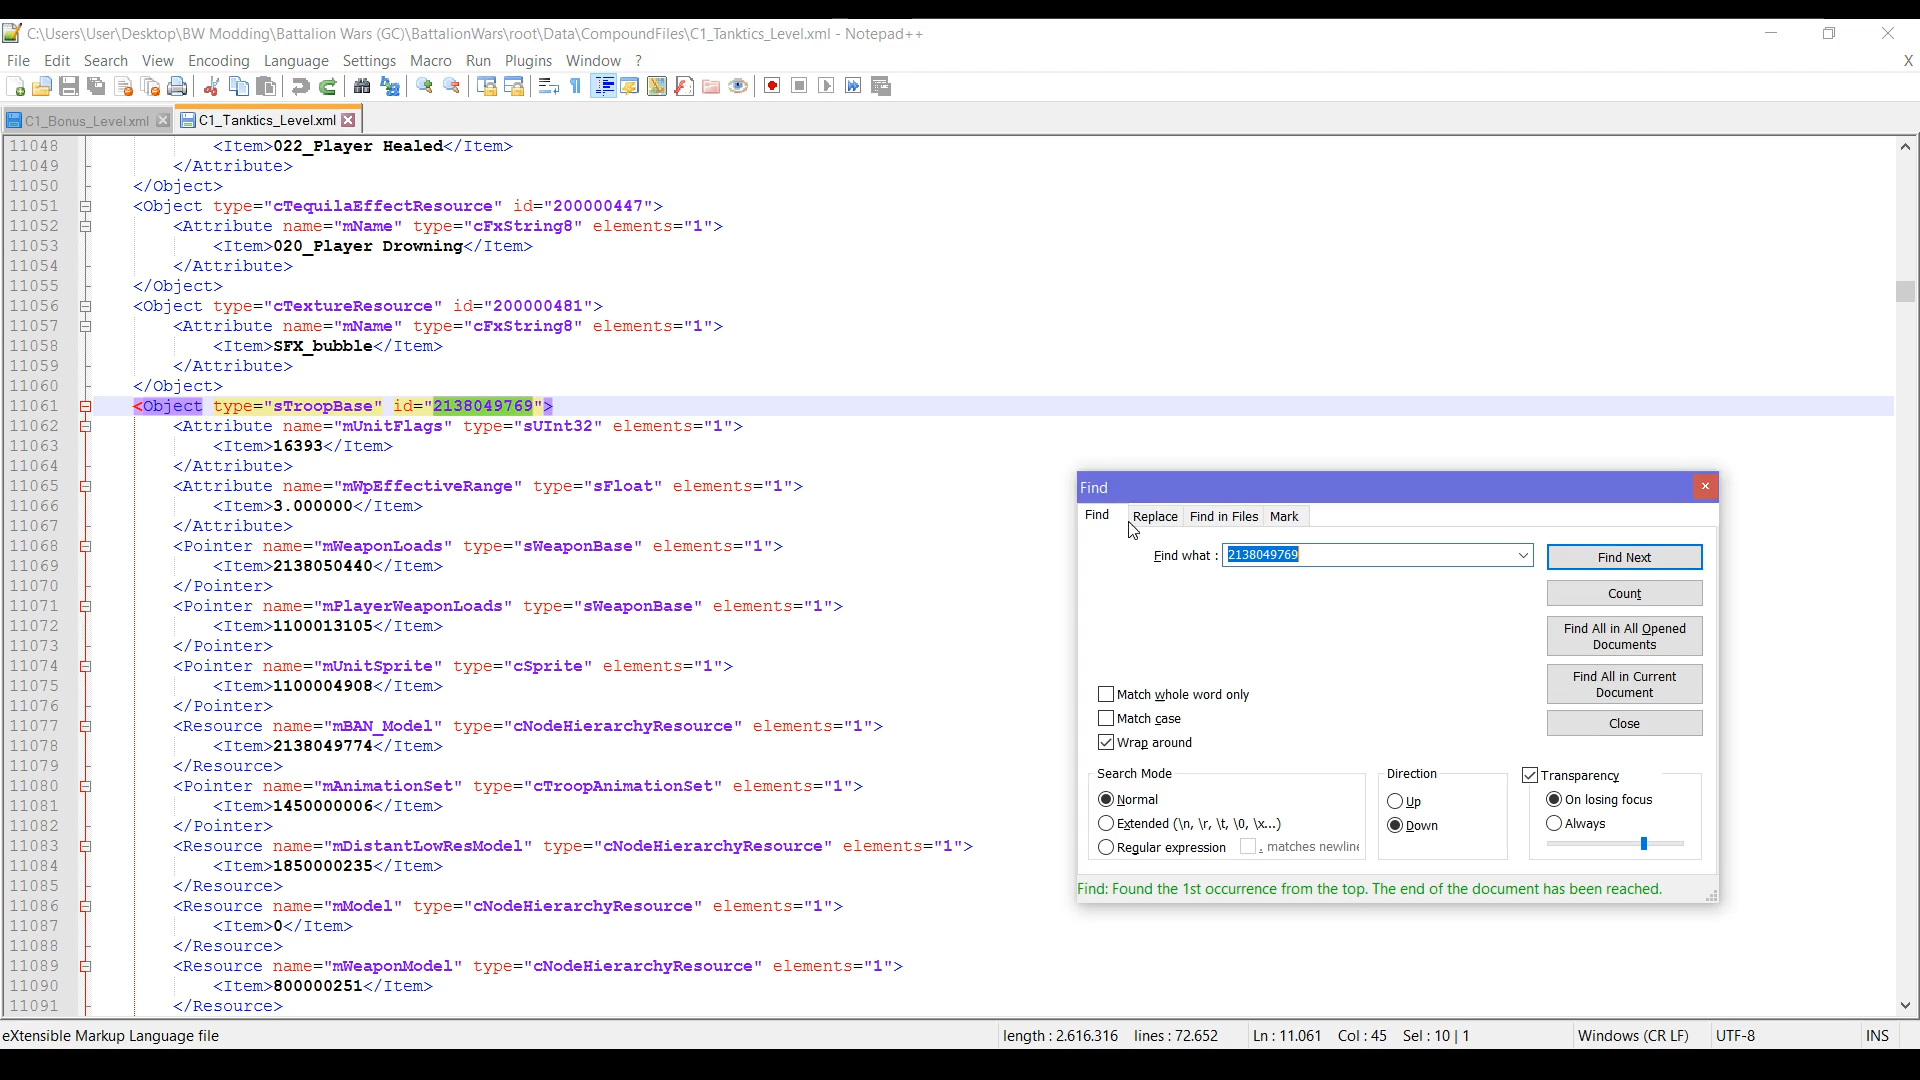 C:\Users\User\Desktop\BW Modding\Battalion Wars (GC)\BattalionWars\root\Data\CompoundFiles\C1_Tanktics_Level.xml - Notepad++
File Edit Search View Encoding Language Settings Macro Run Plugins Window ? X
C1_Bonus_Level.xml C1_Tanktics_Level.xml
11048 <Item>022_Player Healed</Item>
11049 </Attribute>
11050 </Object>
11051 <Object type="cTequilaEffectResource" id="200000447">
11052 <Attribute name="mName" type="cFxString8" elements="1">
11053 <Item>020_Player Drowning</Item>
11054 </Attribute>
11055 </Object>
11056 <Object type="cTextureResource" id="200000481">
11057 <Attribute name="mName" type="cFxString8" elements="1">
11058 <Item>SFX_bubble</Item>
11059 </Attribute>
11060 </Object>
11061 <Object type="sTroopBase" id="2138049769">
11062 <Attribute name="mUnitFlags" type="sUInt32" elements="1">
11063 <Item>16393</Item>
11064 </Attribute>
11065 <Attribute name="mWpEffectiveRange" type="sFloat" elements="1">
11066 <Item>3.000000</Item>
11067 </Attribute>
11068 <Pointer name="mWeaponLoads" type="sWeaponBase" elements="1">
11069 <Item>2138050440</Item>
11070 </Pointer>
11071 <Pointer name="mPlayerWeaponLoads" type="sWeaponBase" elements="1">
11072 <Item>1100013105</Item>
11073 </Pointer>
11074 <Pointer name="mUnitSprite" type="cSprite" elements="1">
11075 <Item>1100004908</Item>
11076 </Pointer>
11077 <Resource name="mBAN_Model" type="cNodeHierarchyResource" elements="1">
11078 <Item>2138049774</Item>
11079 </Resource>
11080 <Pointer name="mAnimationSet" type="cTroopAnimationSet" elements="1">
11081 <Item>1450000006</Item>
11082 </Pointer>
11083 <Resource name="mDistantLowResModel" type="cNodeHierarchyResource" elements="1">
11084 <Item>1850000235</Item>
11085 </Resource>
11086 <Resource name="mModel" type="cNodeHierarchyResource" elements="1">
11087 <Item>0</Item>
11088 </Resource>
11089 <Resource name="mWeaponModel" type="cNodeHierarchyResource" elements="1">
11090 <Item>800000251</Item>
11091 </Resource>
Find
Find Replace Find in Files Mark
Find what : 2138049769
Find Next
Count
Find All in All Opened
Documents
Find All in Current
Document
Close
Match whole word only
Match case
Wrap around
Search Mode
Normal
Extended (\n, \r, \t, \0, \x...)
Regular expression . matches newline
Direction
Up
Down
Transparency
On losing focus
Always
Find: Found the 1st occurrence from the top. The end of the document has been reached.
eXtensible Markup Language file length : 2.616.316 lines : 72.652 Ln : 11.061 Col : 45 Sel : 10 | 1 Windows (CR LF) UTF-8 INS